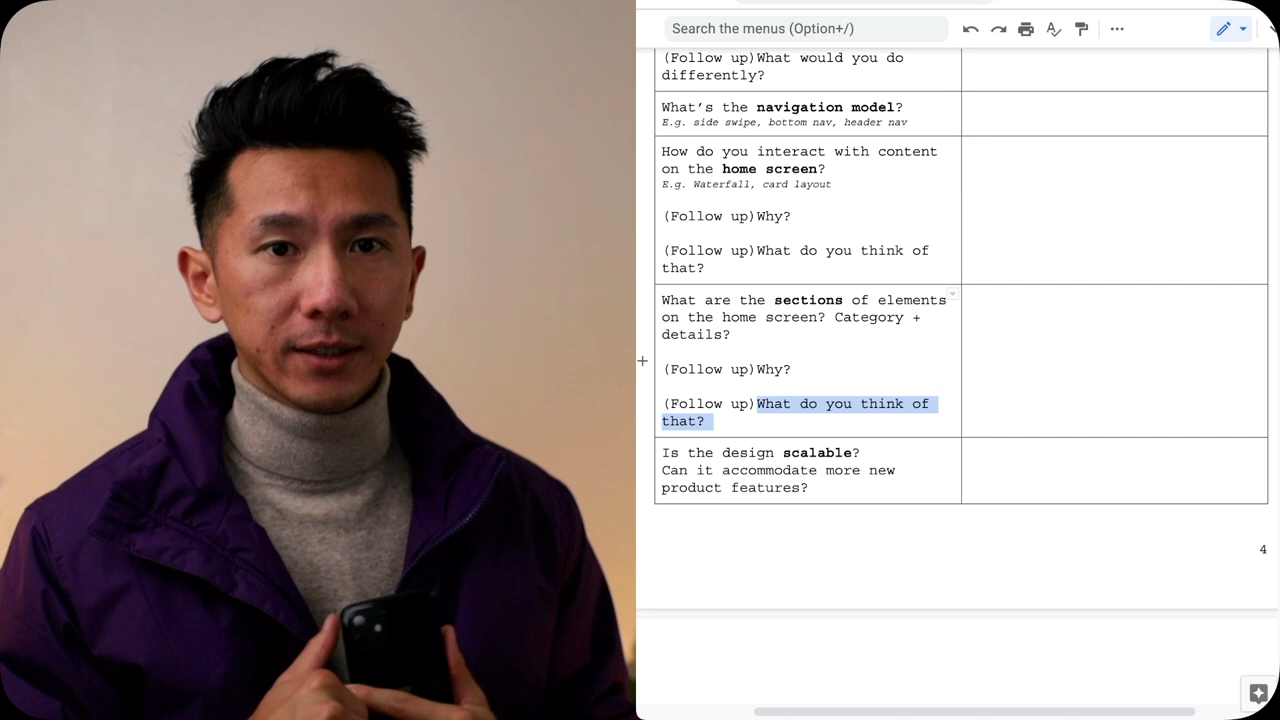 Search the menus (Option+/)
(Follow up)What would you do
differently?
What's the navigation model?
E.g. side swipe, bottom nav, header nav
How do you interact with content
on the home screen?
E.g. Waterfall, card layout
(Follow up)Why?
(Follow up)What do you think of
that?
What are the sections of elements
on the home screen? Category +
details?
(Follow up)Why?
(Follow up)What do you think of
that?
Is the design scalable?
Can it accommodate more new
product features?
4